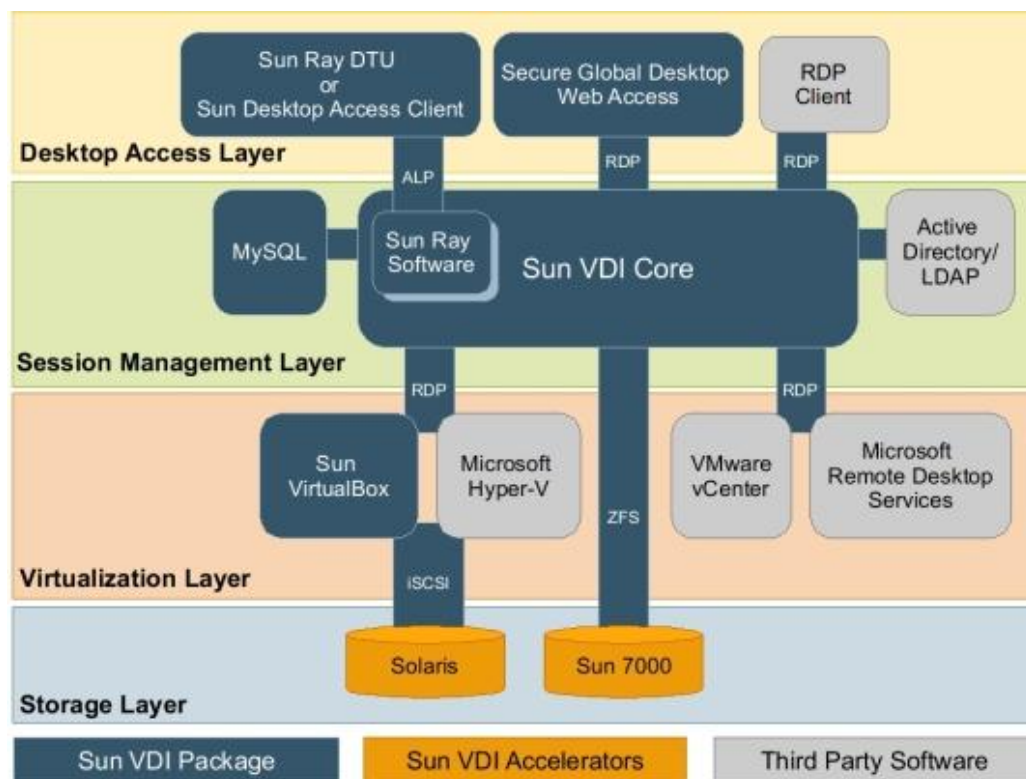 Sun Ray DTU
or
Sun Desktop Access Client
Secure Global Desktop
Web Access
RDP
Client
Desktop Access Layer
ALP
RDP
RDP
MySQL
Sun Ray
Software
Sun VDI Core
Active
Directory/
LDAP
Session Management Layer
RDP
RDP
Sun
VirtualBox
Microsoft
Hyper-V
VMware
vCenter
Microsoft
Remote Desktop
Services
ZFS
Virtualization Layer
iSCSI
Solaris
Sun 7000
Storage Layer
Sun VDI Package
Sun VDI Accelerators
Third Party Software